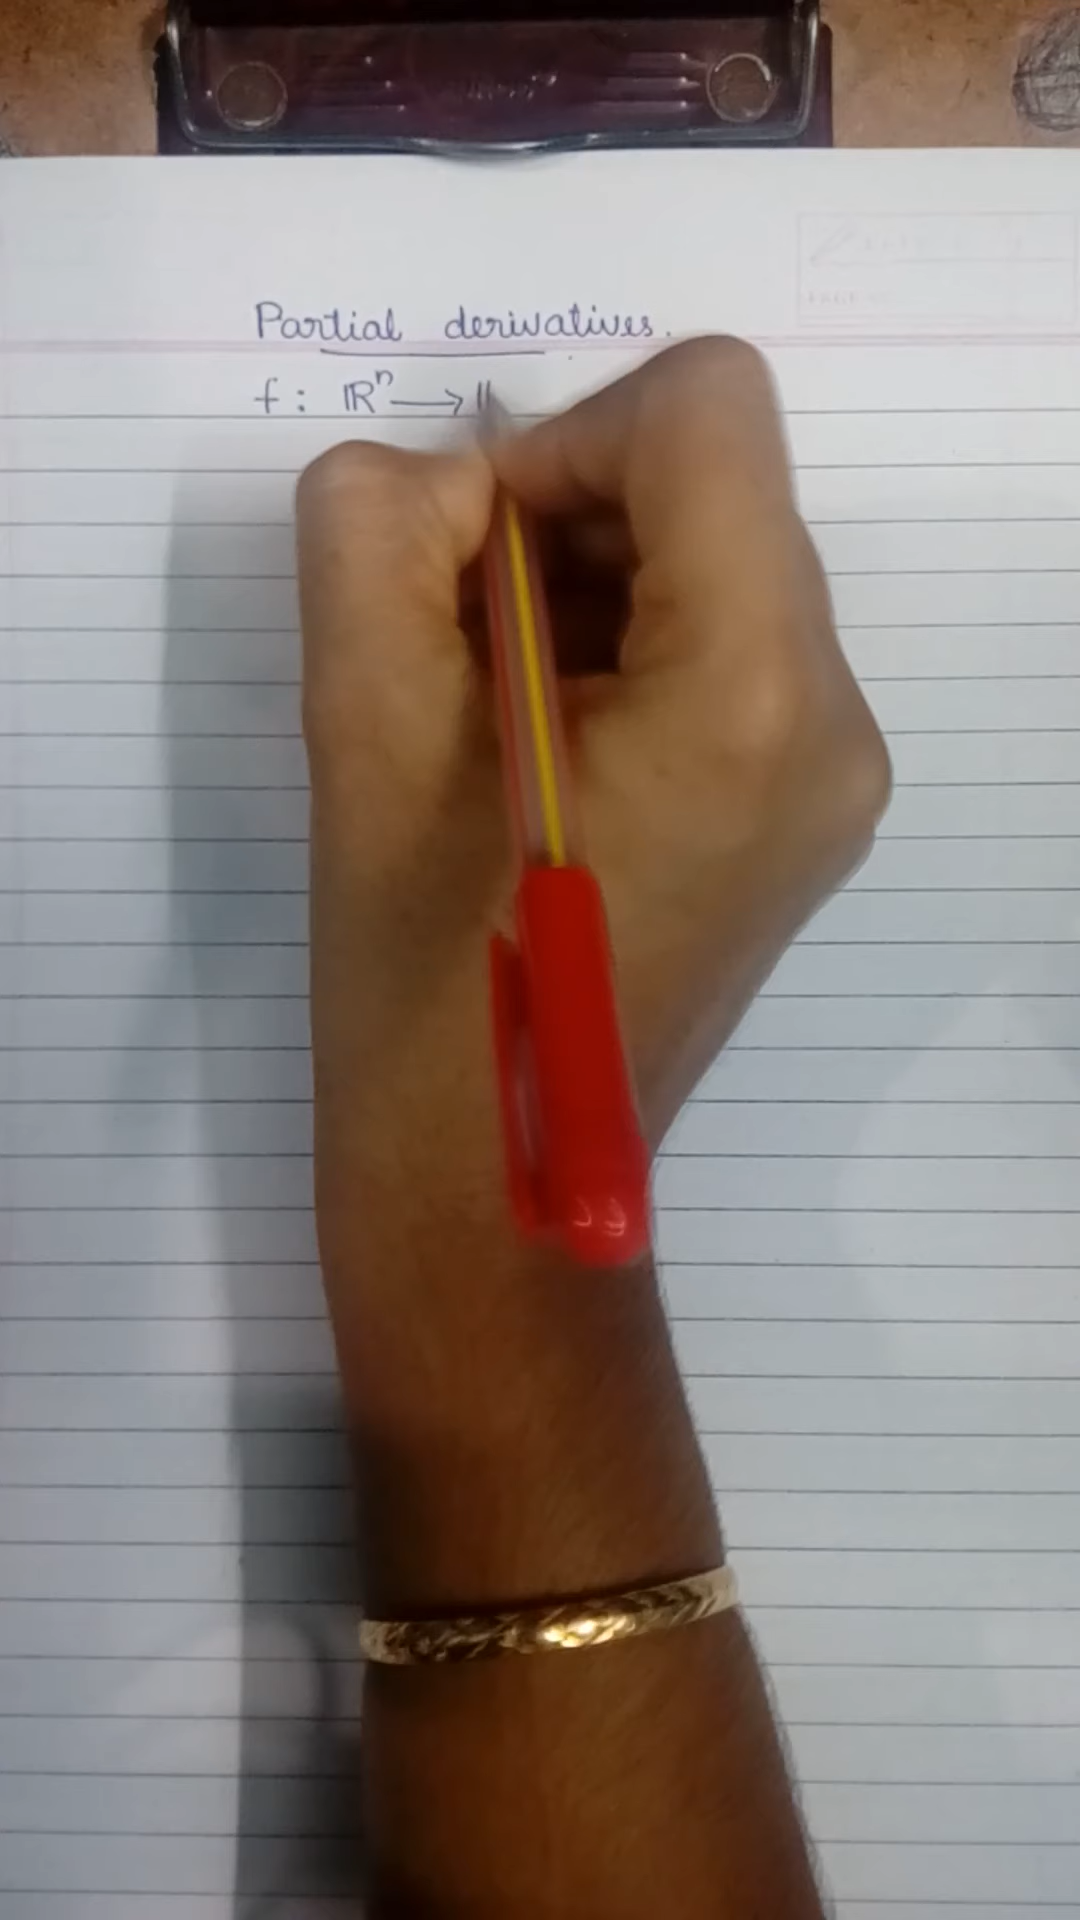 Partial derivatives.
f : ℝⁿ ⟶